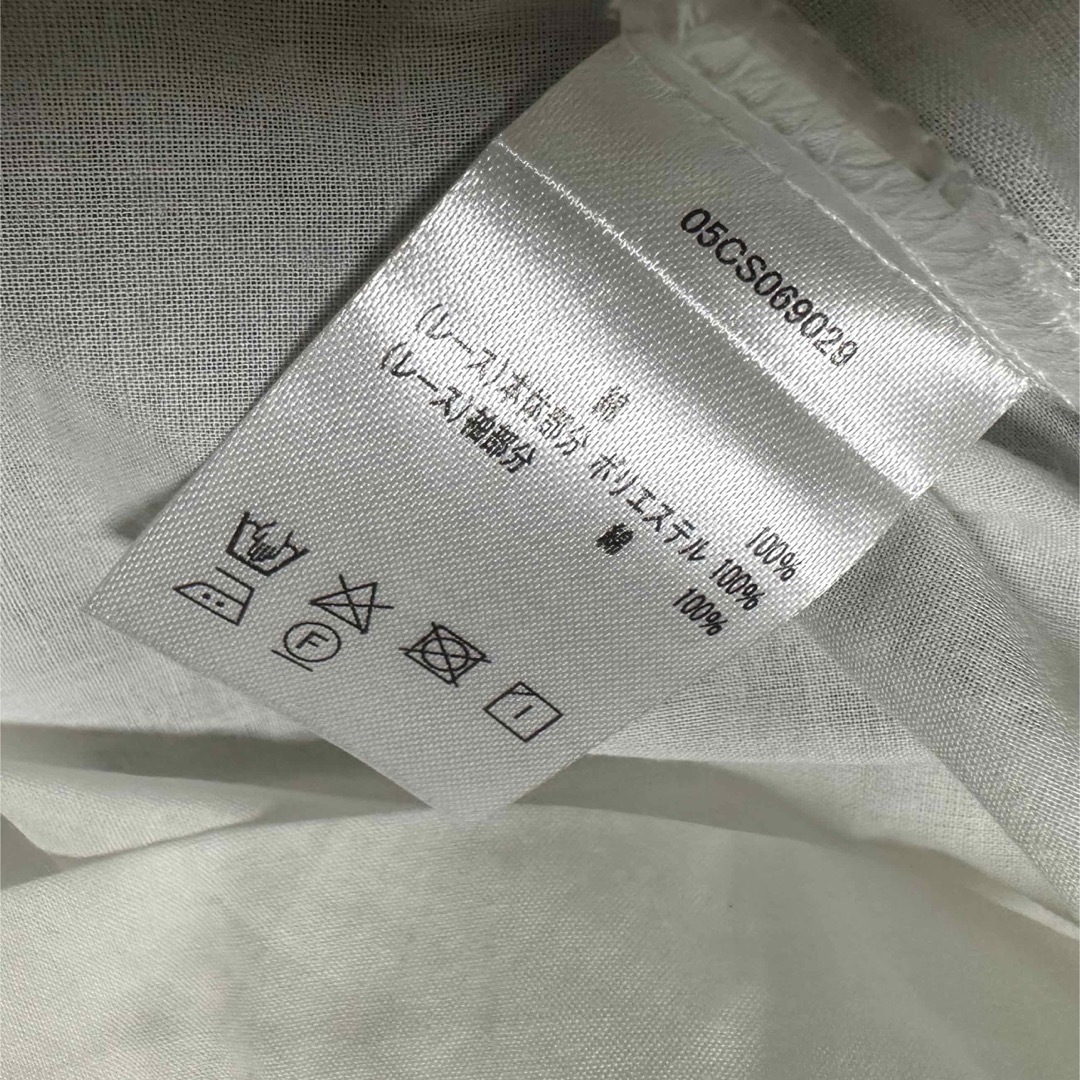 05CS069029
綿 100%
(レース)本体部分 ポリエステル 100%
(レース)袖部分 綿 100%
F